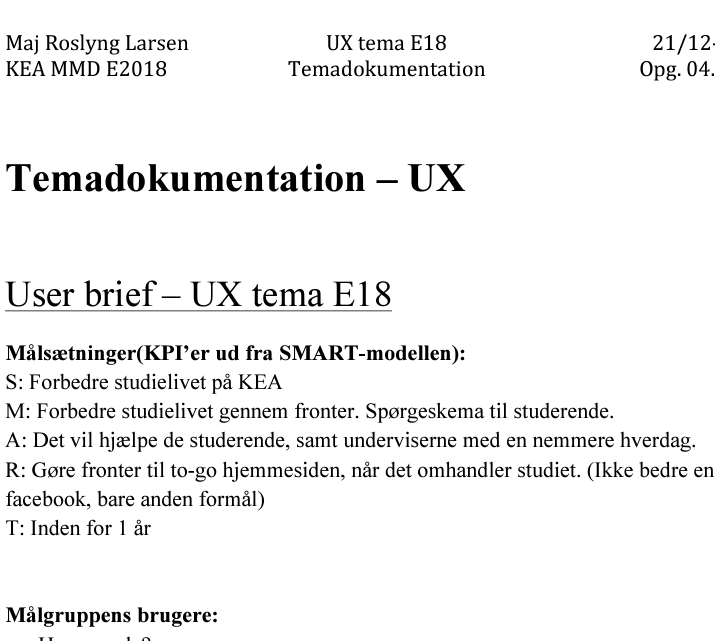 Maj Roslyng Larsen UX tema E18 21/12-
KEA MMD E2018 Temadokumentation Opg. 04.
Temadokumentation – UX
User brief – UX tema E18
Målsætninger(KPI’er ud fra SMART-modellen):
S: Forbedre studielivet på KEA
M: Forbedre studielivet gennem fronter. Spørgeskema til studerende.
A: Det vil hjælpe de studerende, samt underviserne med en nemmere hverdag.
R: Gøre fronter til to-go hjemmesiden, når det omhandler studiet. (Ikke bedre en
facebook, bare anden formål)
T: Inden for 1 år
Målgruppens brugere: